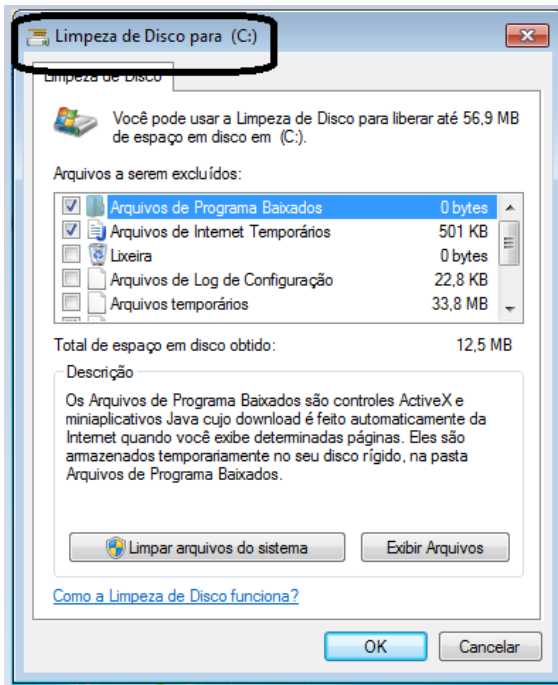 Limpeza de Disco para (C:)
Limpeza de Disco
Você pode usar a Limpeza de Disco para liberar até 56,9 MB
de espaço em disco em (C:).
Arquivos a serem excluídos:
Arquivos de Programa Baixados 0 bytes
Arquivos de Internet Temporários 501 KB
Lixeira 0 bytes
Arquivos de Log de Configuração 22,8 KB
Arquivos temporários 33,8 MB
Total de espaço em disco obtido: 12,5 MB
Descrição
Os Arquivos de Programa Baixados são controles ActiveX e
miniaplicativos Java cujo download é feito automaticamente da
Internet quando você exibe determinadas páginas. Eles são
armazenados temporariamente no seu disco rígido, na pasta
Arquivos de Programa Baixados.
Limpar arquivos do sistema Exibir Arquivos
Como a Limpeza de Disco funciona?
OK Cancelar